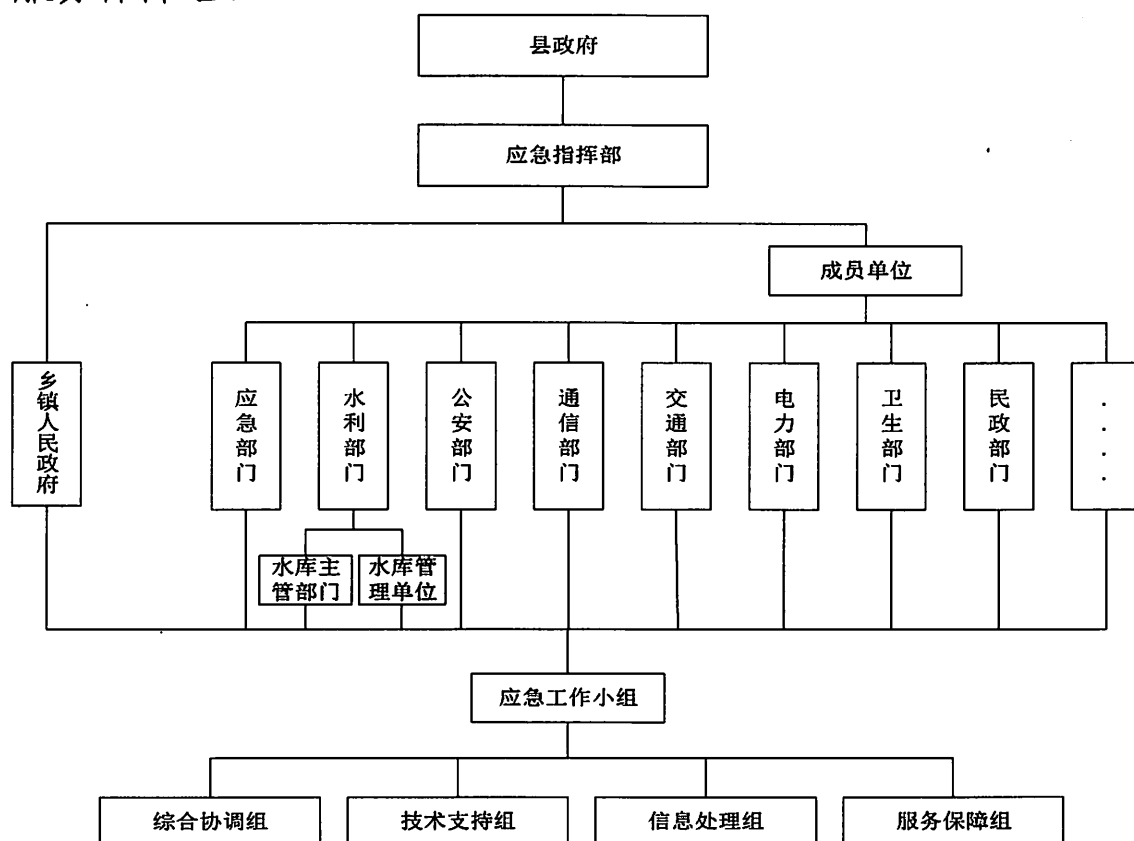 县政府
应急指挥部
成员单位
乡镇人民政府
应急部门
水利部门
公安部门
通信部门
交通部门
电力部门
卫生部门
民政部门
....
水库主
管部门
水库管
理单位
应急工作小组
综合协调组
技术支持组
信息处理组
服务保障组